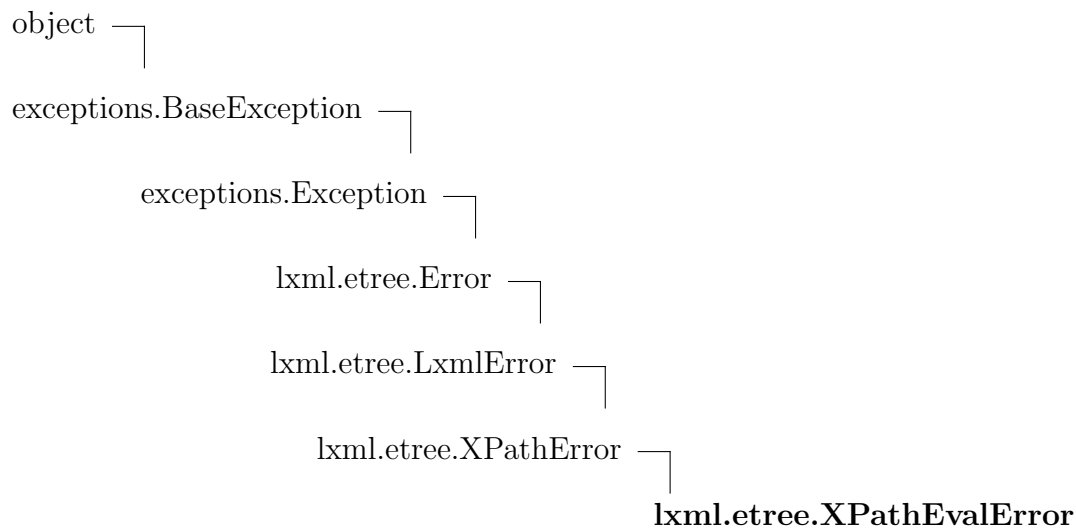 object
exceptions.BaseException
exceptions.Exception
lxml.etree.Error
lxml.etree.LxmlError
lxml.etree.XPathError
lxml.etree.XPathEvalError